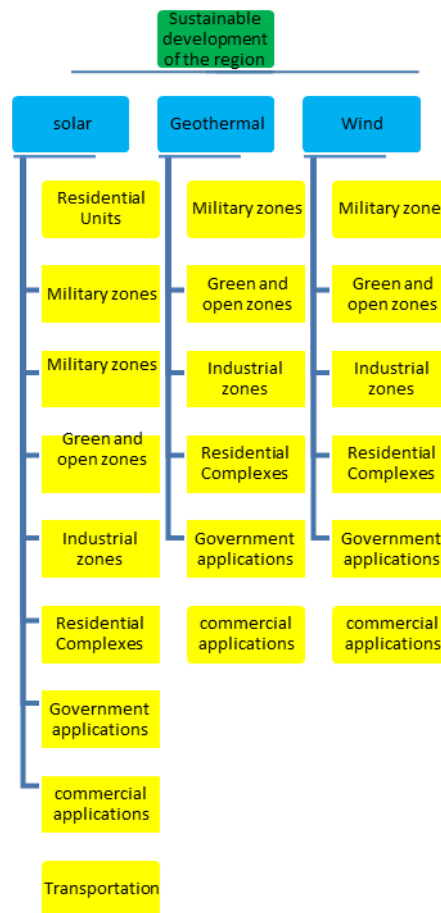 Sustainable
development
of the region
solar
Geothermal
Wind
Residential
Units
Military zones
Military zones
Green and
open zones
Industrial
zones
Residential
Complexes
Government
applications
commercial
applications
Transportation
Military zones
Green and
open zones
Industrial
zones
Residential
Complexes
Government
applications
commercial
applications
Military zone
Green and
open zones
Industrial
zones
Residential
Complexes
Government
applications
commercial
applications